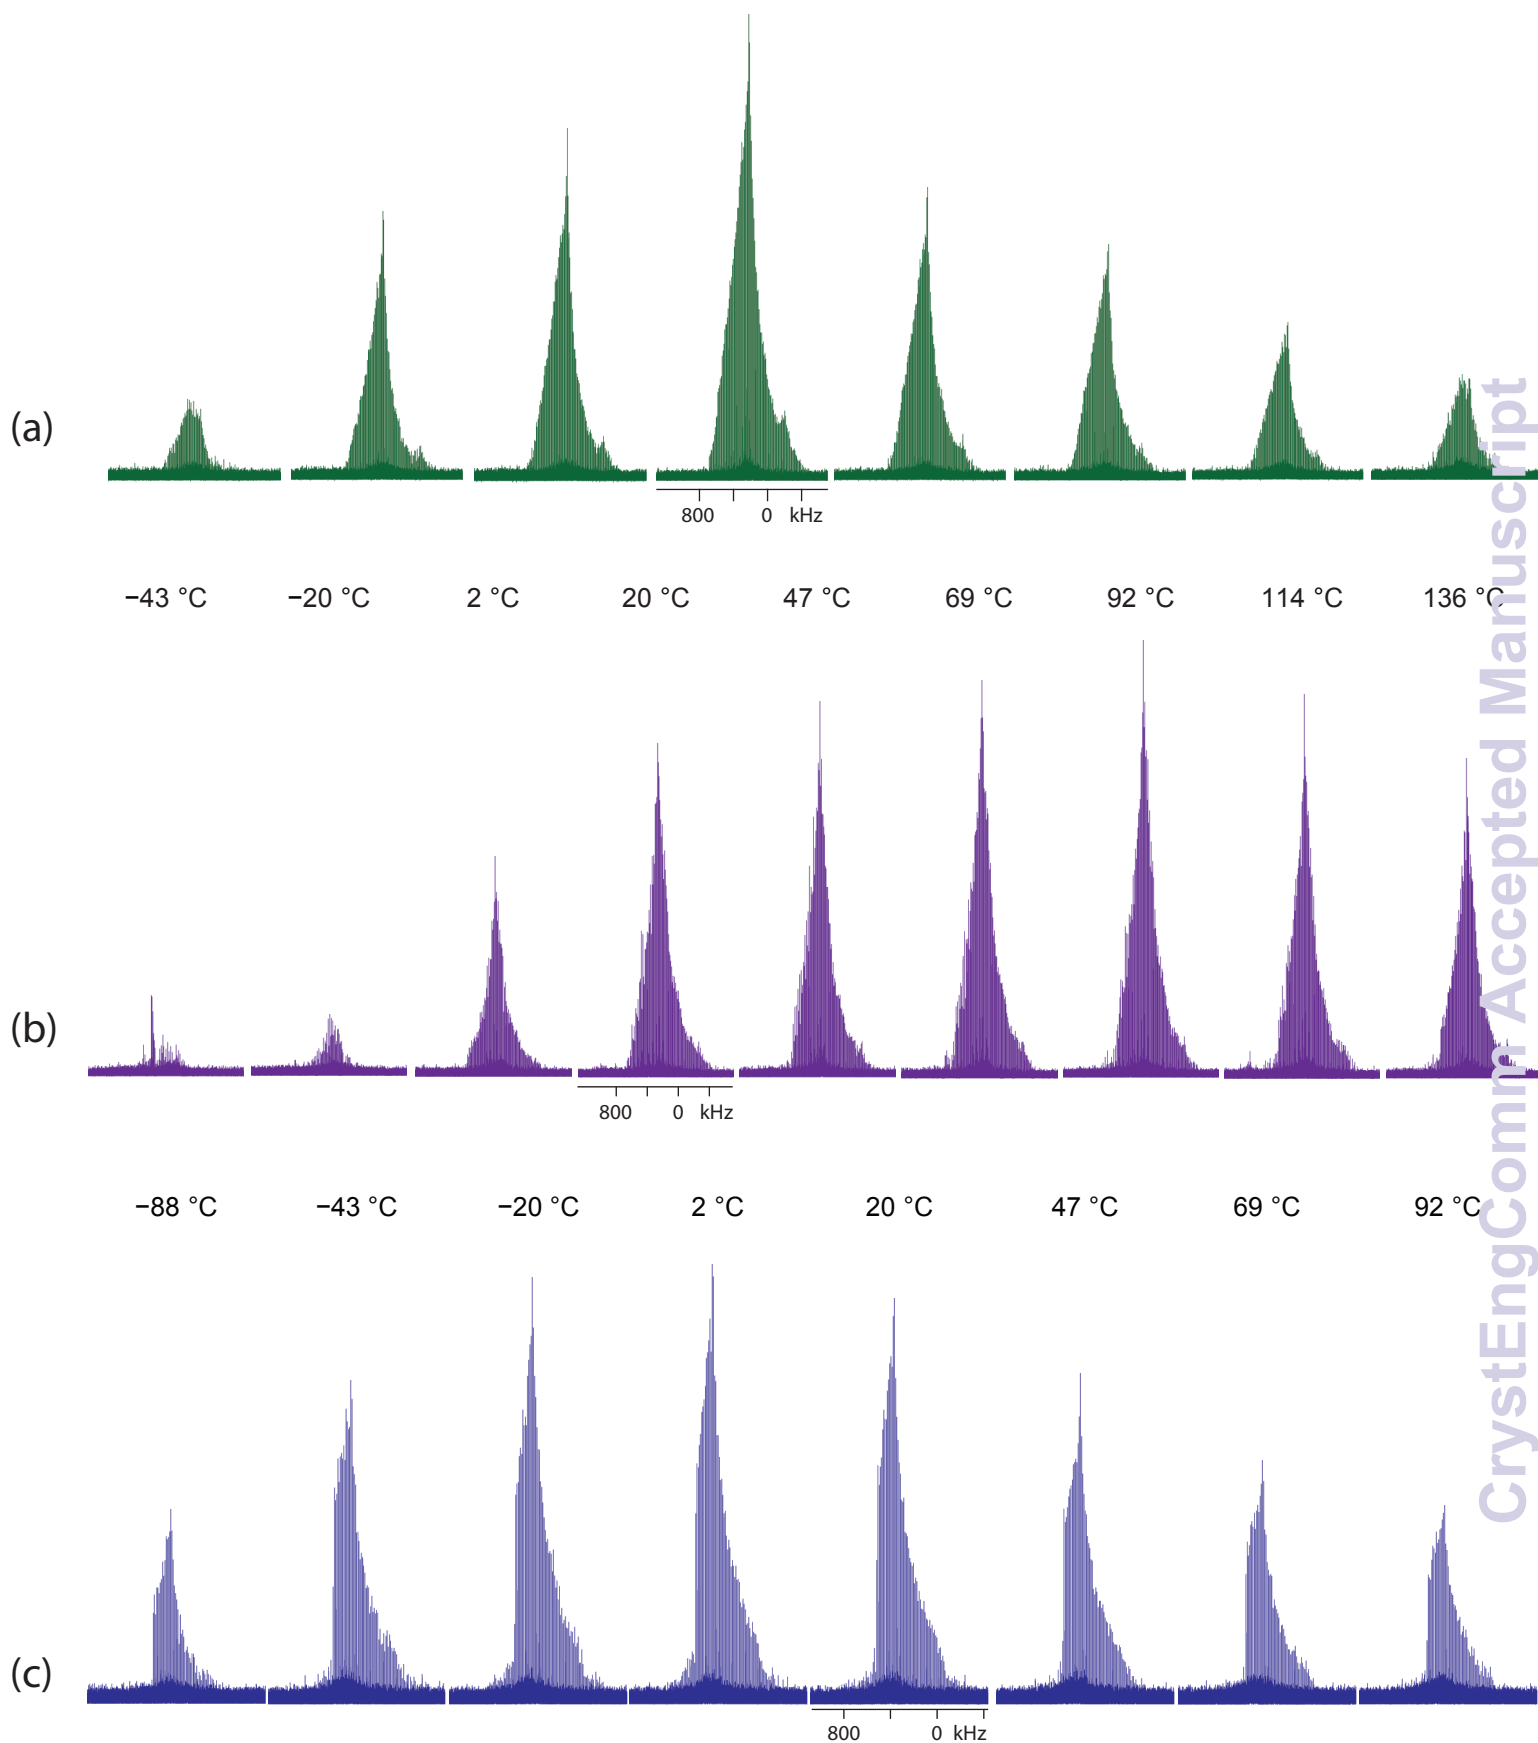 (a)
800 0 kHz
−43 °C −20 °C 2 °C 20 °C 47 °C 69 °C 92 °C 114 °C 136 °C
(b)
800 0 kHz
−88 °C −43 °C −20 °C 2 °C 20 °C 47 °C 69 °C 92 °C
(c)
800 0 kHz
CrystEngComm Accepted Manuscript